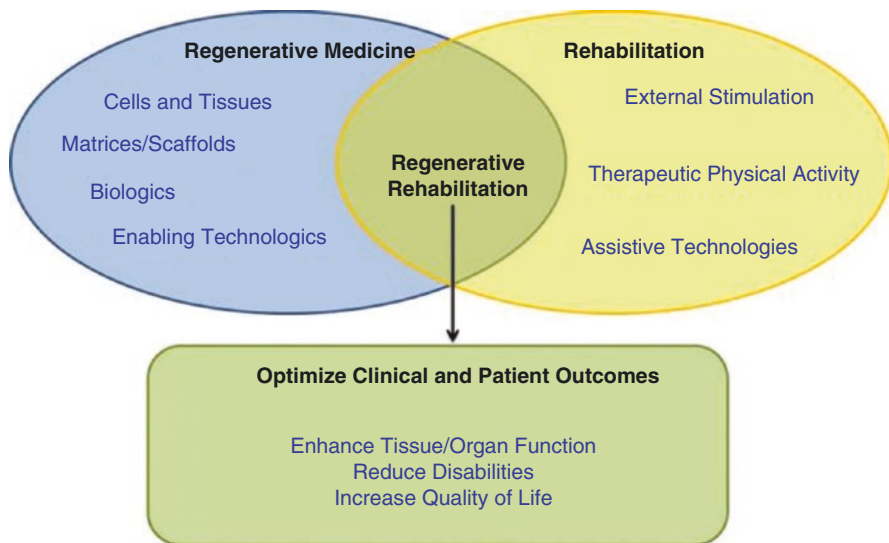 Regenerative Medicine
Cells and Tissues
Matrices/Scaffolds
Biologics
Enabling Technologics
Regenerative
Rehabilitation
Rehabilitation
External Stimulation
Therapeutic Physical Activity
Assistive Technologies
Optimize Clinical and Patient Outcomes
Enhance Tissue/Organ Function
Reduce Disabilities
Increase Quality of Life